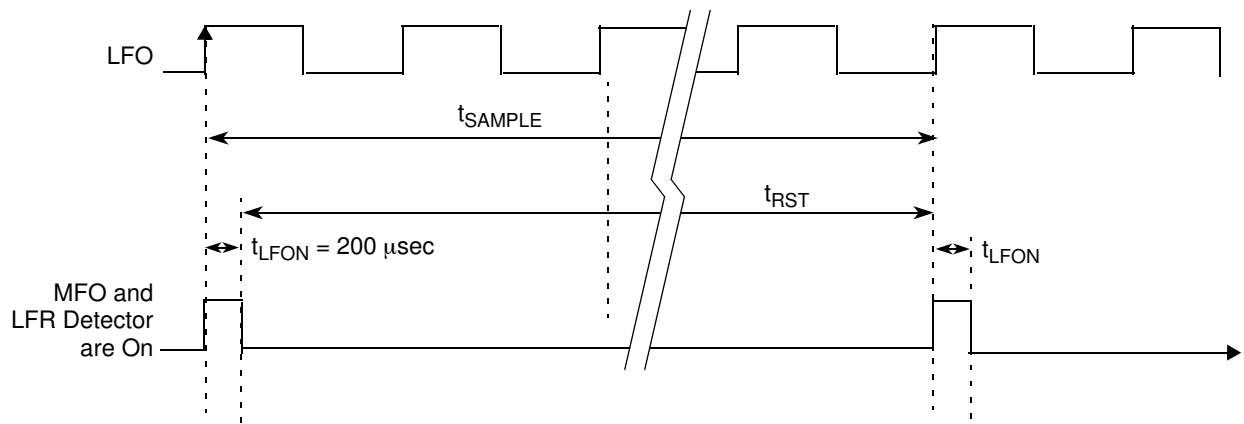 LFO
tSAMPLE
tRST
tLFON = 200 μsec
tLFON
MFO and
LFR Detector
are On